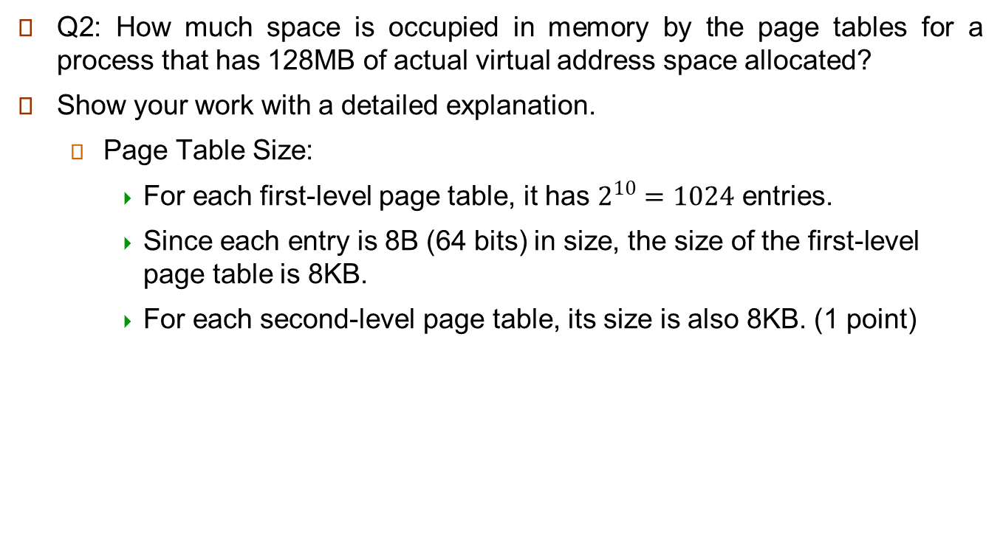 Q2: How much space is occupied in memory by the page tables for a
process that has 128MB of actual virtual address space allocated?
Show your work with a detailed explanation.
Page Table Size:
For each first-level page table, it has 2^10 = 1024 entries.
Since each entry is 8B (64 bits) in size, the size of the first-level
page table is 8KB.
For each second-level page table, its size is also 8KB. (1 point)